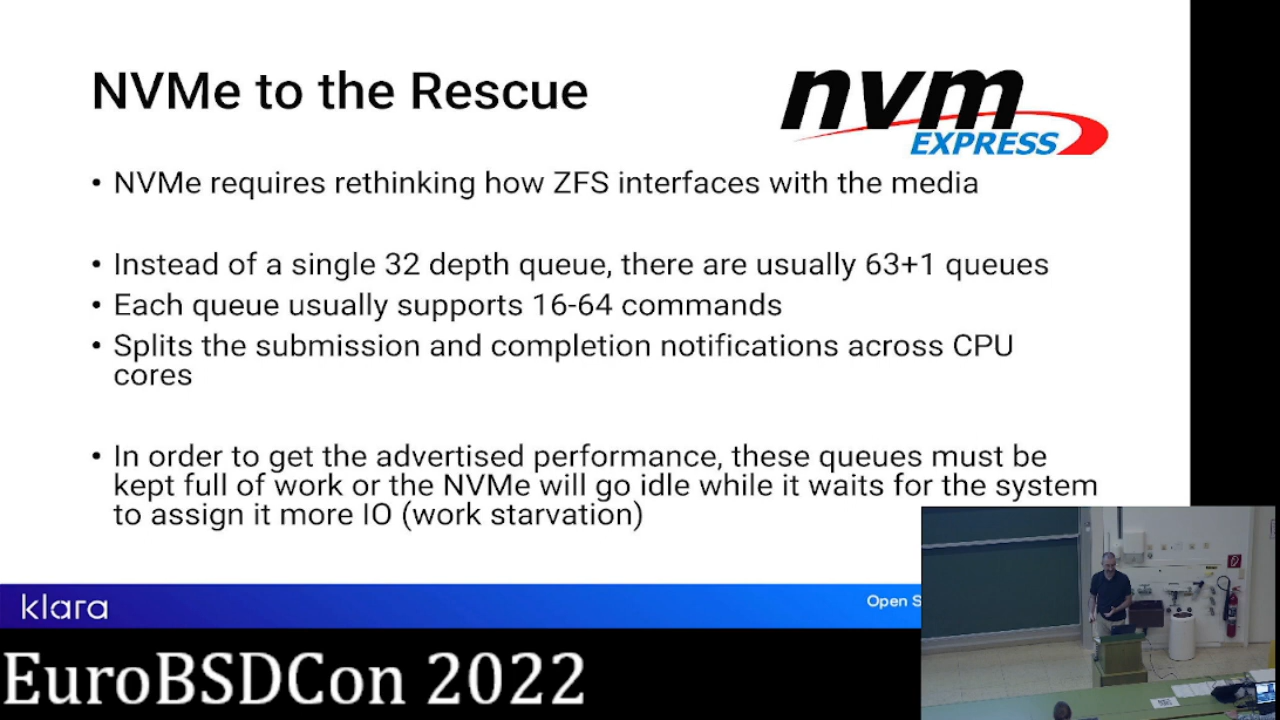 NVMe to the Rescue
nvm
EXPRESS
• NVMe requires rethinking how ZFS interfaces with the media
• Instead of a single 32 depth queue, there are usually 63+1 queues
• Each queue usually supports 16-64 commands
• Splits the submission and completion notifications across CPU
cores
• In order to get the advertised performance, these queues must be
kept full of work or the NVMe will go idle while it waits for the system
to assign it more IO (work starvation)
klara
Open S
EuroBSDCon 2022